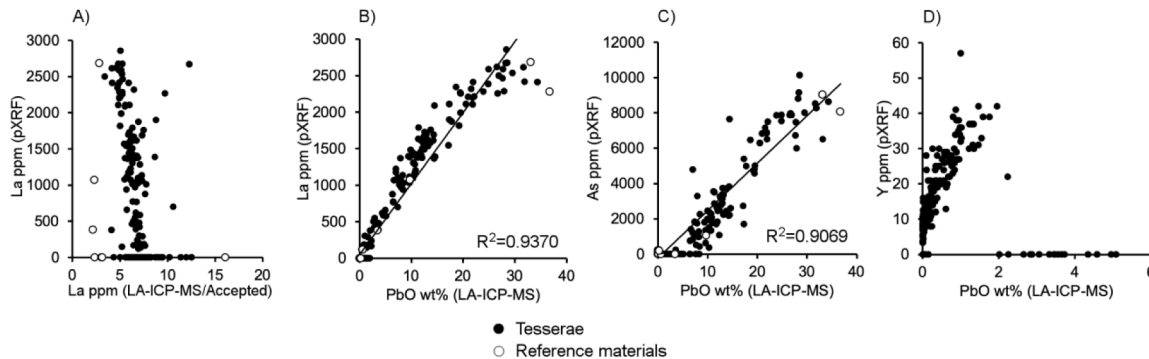 A)
La ppm (pXRF)
3000
2500
2000
1500
1000
500
0
0 5 10 15 20
La ppm (LA-ICP-MS/Accepted)
B)
La ppm (pXRF)
3000
2500
2000
1500
1000
500
0
R²=0.9370
0 10 20 30 40
PbO wt% (LA-ICP-MS)
C)
As ppm (pXRF)
12000
10000
8000
6000
4000
2000
0
R²=0.9069
0 10 20 30 40
PbO wt% (LA-ICP-MS)
D)
Y ppm (pXRF)
60
50
40
30
20
10
0
0 2 4 6
PbO wt% (LA-ICP-MS)
Tesserae
Reference materials